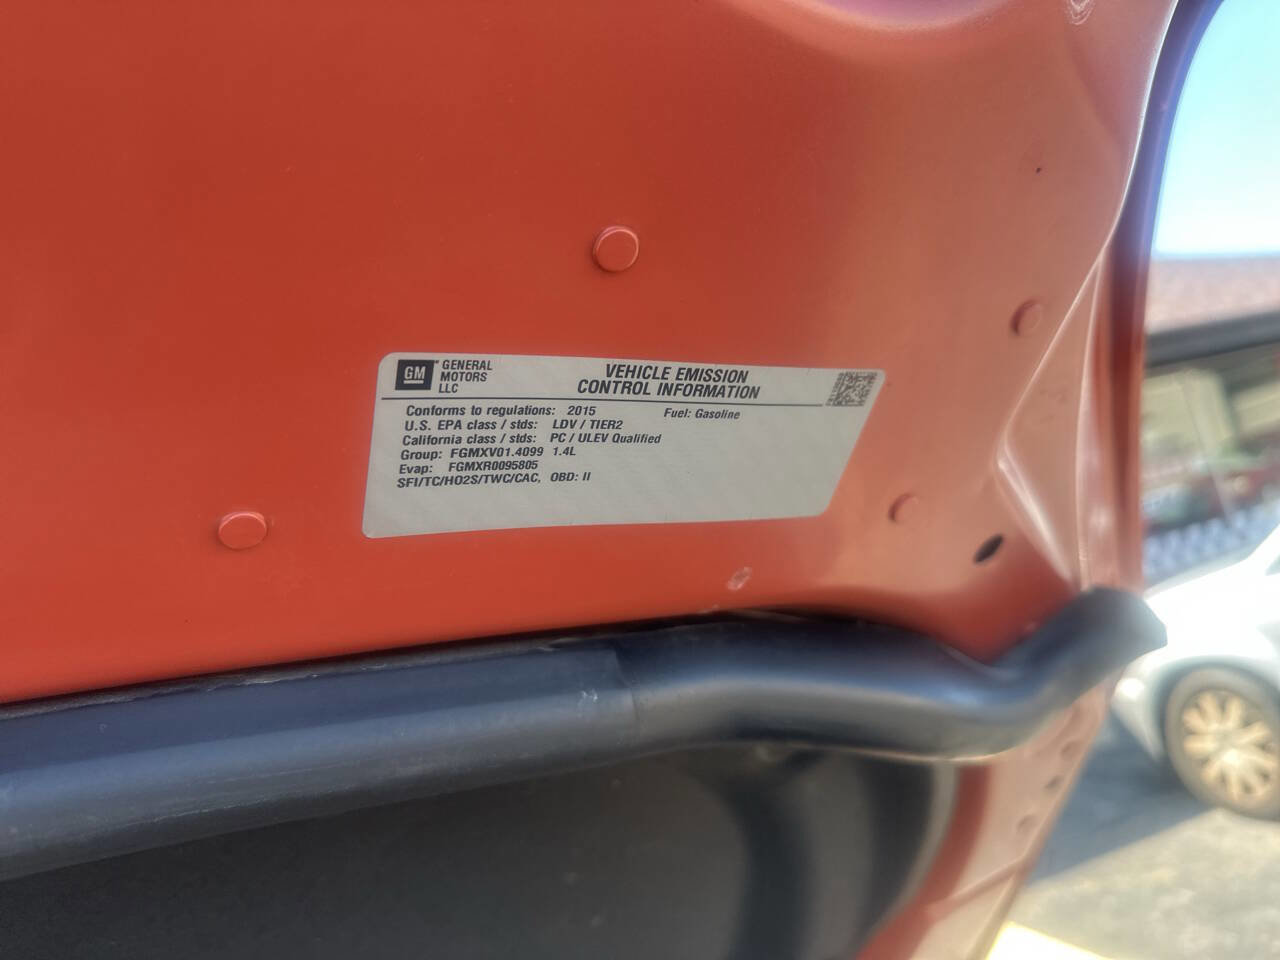 GM GENERAL MOTORS LLC
VEHICLE EMISSION
CONTROL INFORMATION
Conforms to regulations: 2015 Fuel: Gasoline
U.S. EPA class / stds: LDV / TIER2
California class / stds: PC / ULEV Qualified
Group: FGMXV01.4099 1.4L
Evap: FGMXR0095805
SFI/TC/HO2S/TWC/CAC, OBD: II